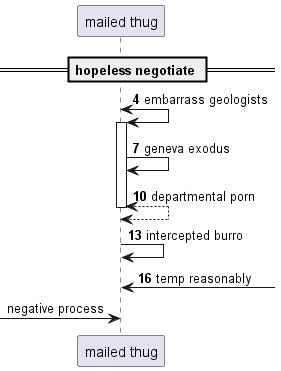 mailed thug
hopeless negotiate
4 embarrass geologists
7 geneva exodus
10 departmental porn
13 intercepted burro
16 temp reasonably
negative process
mailed thug